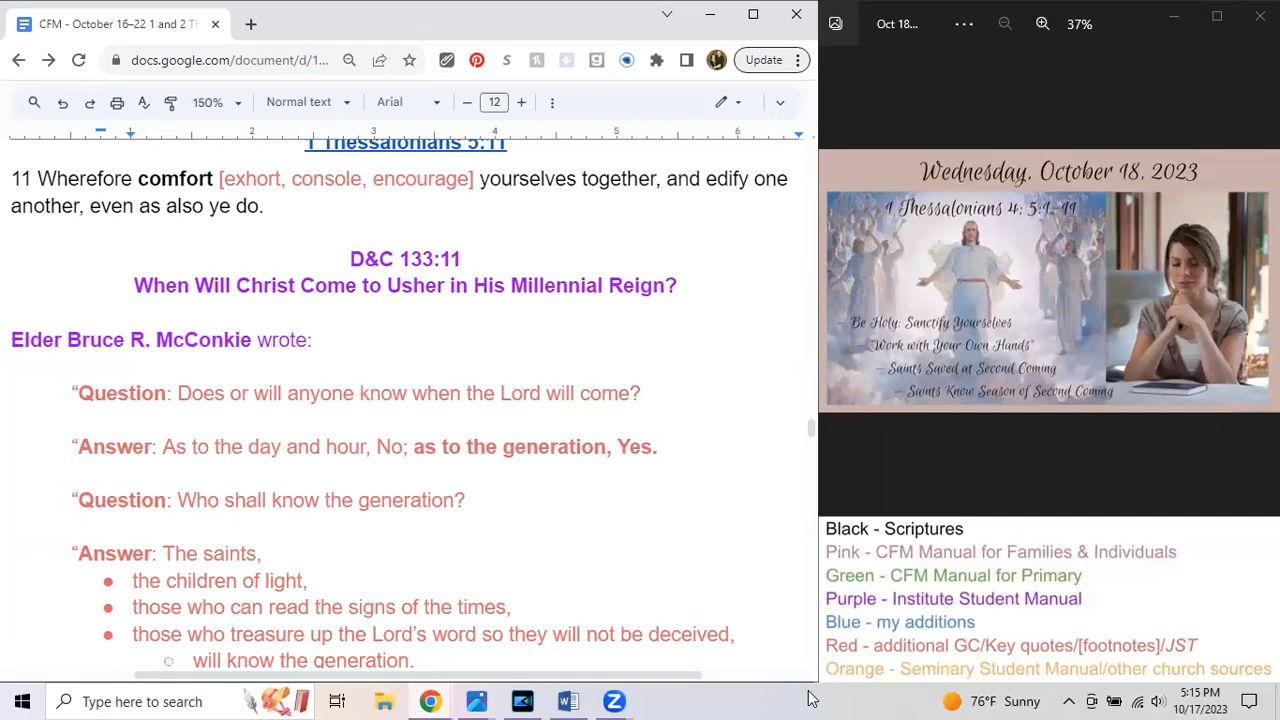 CFM - October 16–22 1 and 2 Th
docs.google.com/document/d/1...
Update
150%
Normal text
Arial
12
1
2
3
4
5
6
1 Thessalonians 5:11
11 Wherefore comfort [exhort, console, encourage] yourselves together, and edify one
another, even as also ye do.
D&C 133:11
When Will Christ Come to Usher in His Millennial Reign?
Elder Bruce R. McConkie wrote:
“Question: Does or will anyone know when the Lord will come?
“Answer: As to the day and hour, No; as to the generation, Yes.
“Question: Who shall know the generation?
“Answer: The saints,
● the children of light,
● those who can read the signs of the times,
● those who treasure up the Lord’s word so they will not be deceived,
○ will know the generation.
Type here to search
Oct 18...
37%
Wednesday, October 18, 2023
1 Thessalonians 4; 5:1–11
- Be Holy; Sanctify Yourselves
- "Work with Your Own Hands"
- Saints Saved at Second Coming
- Saints Know Season of Second Coming
Black - Scriptures
Pink - CFM Manual for Families & Individuals
Green - CFM Manual for Primary
Purple - Institute Student Manual
Blue - my additions
Red - additional GC/Key quotes/[footnotes]/JST
Orange - Seminary Student Manual/other church sources
76°F Sunny
5:15 PM
10/17/2023